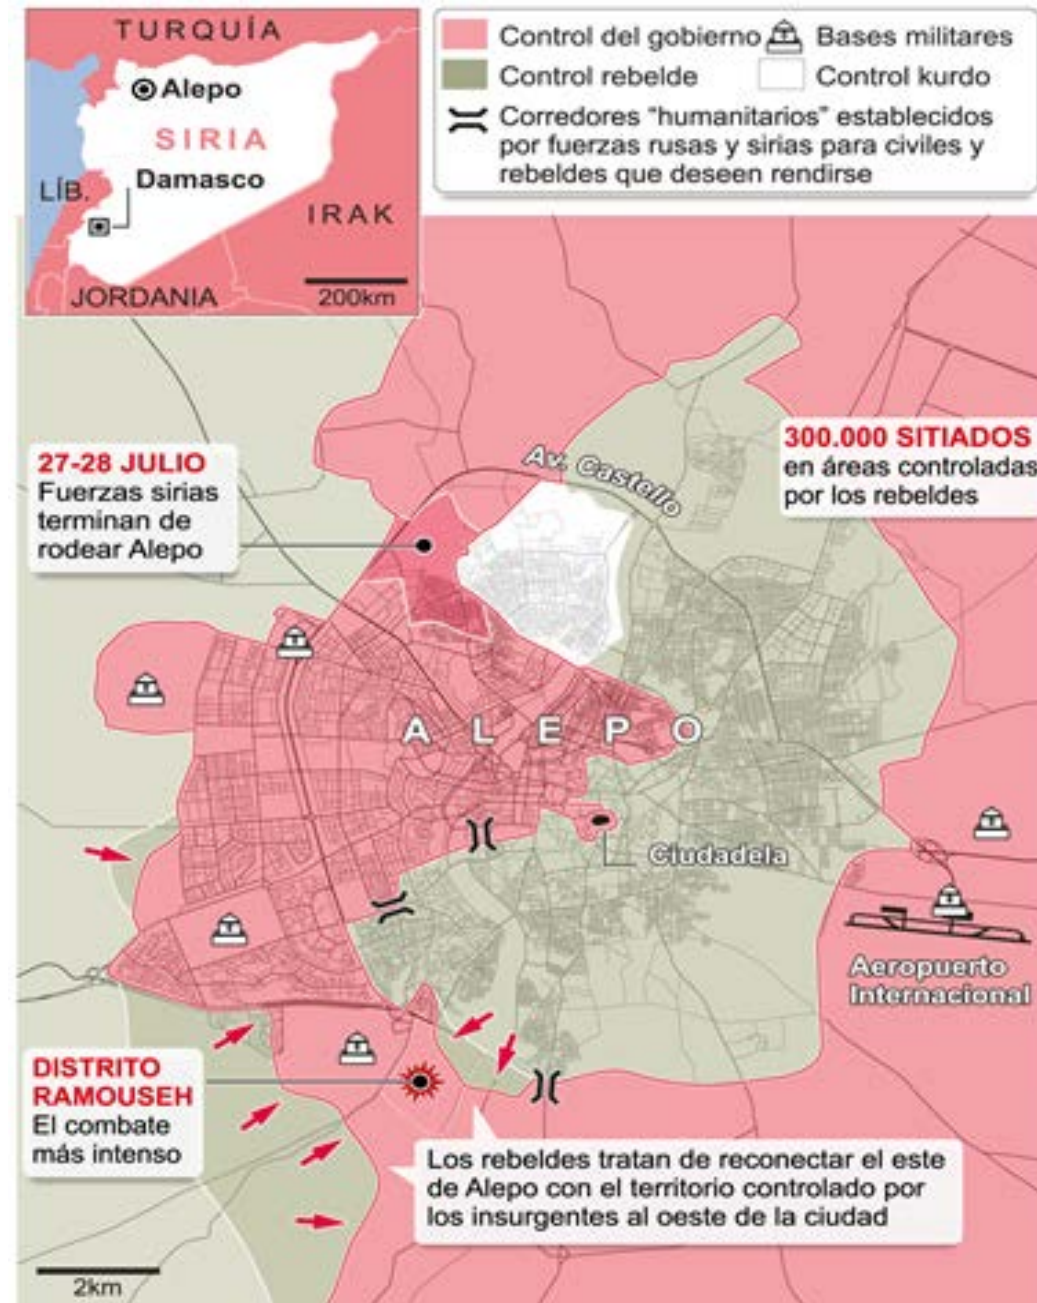 TURQUÍA
Alepo
SIRIA
Damasco
LÍB.
IRAK
JORDANIA
200km
Control del gobierno
Bases militares
Control rebelde
Control kurdo
Corredores "humanitarios" establecidos
por fuerzas rusas y sirias para civiles y
rebeldes que deseen rendirse
27-28 JULIO
Fuerzas sirias
terminan de
rodear Alepo
Av. Castello
300.000 SITIADOS
en áreas controladas
por los rebeldes
ALEPO
Ciudadela
Aeropuerto
Internacional
DISTRITO
RAMOUSEH
El combate
más intenso
Los rebeldes tratan de reconectar el este
de Alepo con el territorio controlado por
los insurgentes al oeste de la ciudad
2km